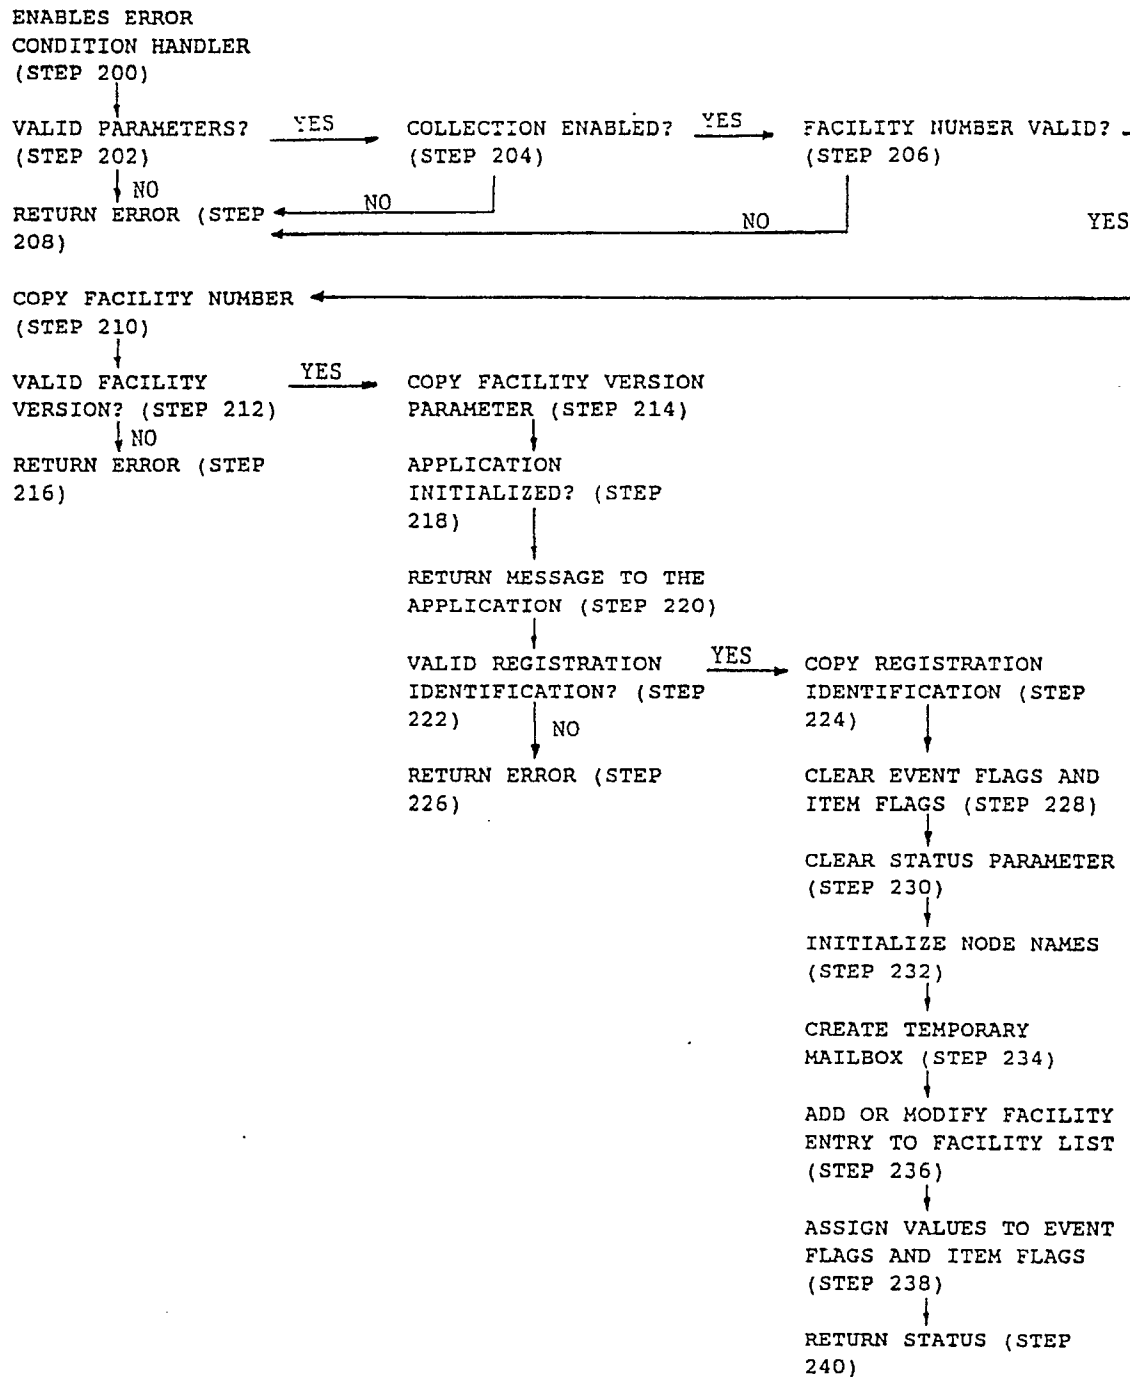 ENABLES ERROR
CONDITION HANDLER
(STEP 200)
VALID PARAMETERS?
(STEP 202)
YES
COLLECTION ENABLED?
(STEP 204)
YES
FACILITY NUMBER VALID?
(STEP 206)
NO
RETURN ERROR (STEP
208)
NO
NO
YES
COPY FACILITY NUMBER
(STEP 210)
VALID FACILITY
VERSION? (STEP 212)
YES
COPY FACILITY VERSION
PARAMETER (STEP 214)
NO
RETURN ERROR (STEP
216)
APPLICATION
INITIALIZED? (STEP
218)
RETURN MESSAGE TO THE
APPLICATION (STEP 220)
VALID REGISTRATION
IDENTIFICATION? (STEP
222)
YES
COPY REGISTRATION
IDENTIFICATION (STEP
224)
NO
RETURN ERROR (STEP
226)
CLEAR EVENT FLAGS AND
ITEM FLAGS (STEP 228)
CLEAR STATUS PARAMETER
(STEP 230)
INITIALIZE NODE NAMES
(STEP 232)
CREATE TEMPORARY
MAILBOX (STEP 234)
ADD OR MODIFY FACILITY
ENTRY TO FACILITY LIST
(STEP 236)
ASSIGN VALUES TO EVENT
FLAGS AND ITEM FLAGS
(STEP 238)
RETURN STATUS (STEP
240)